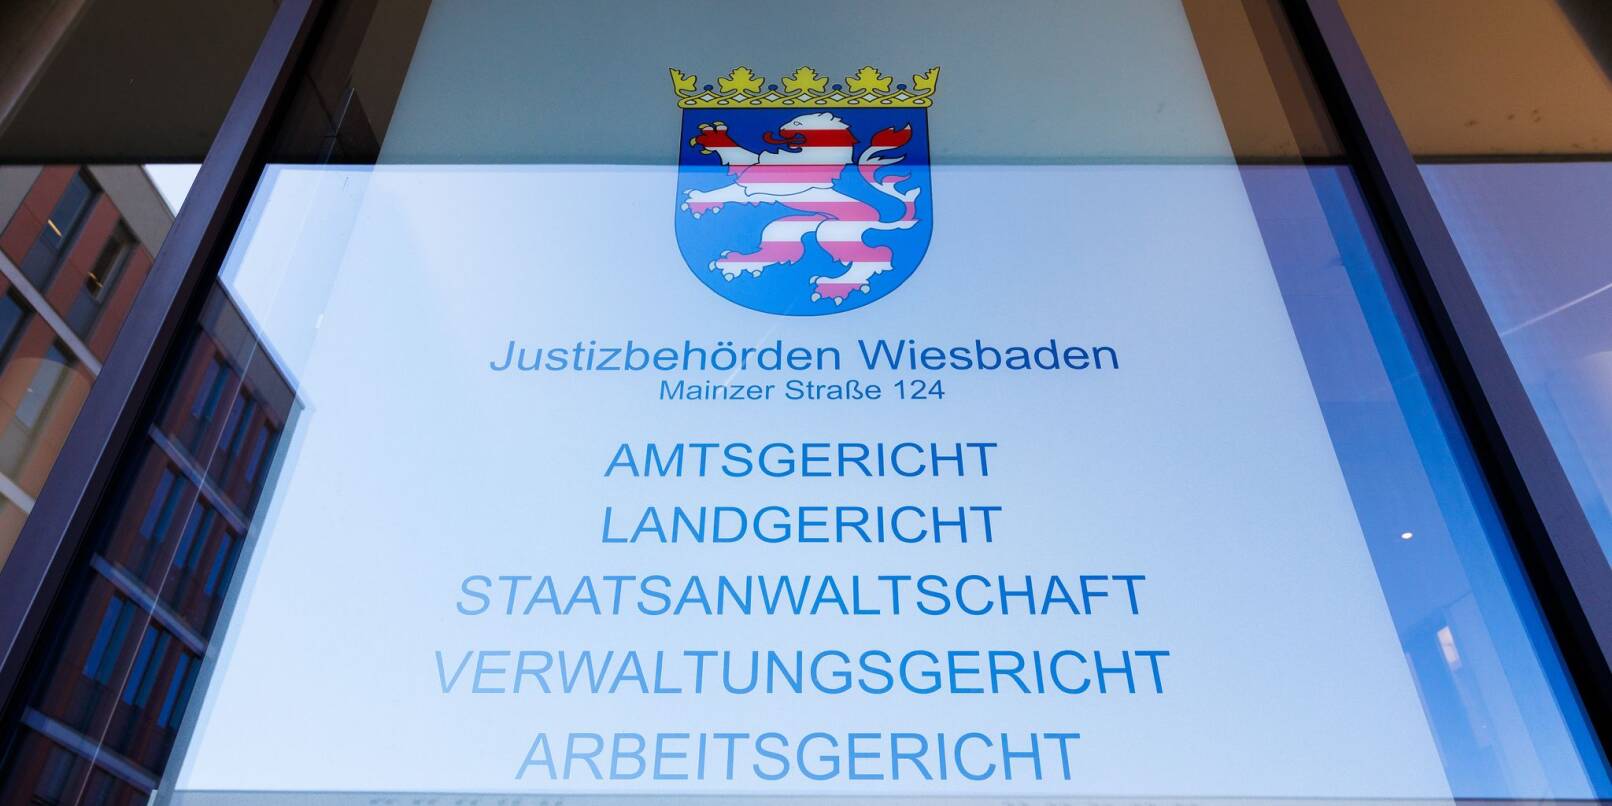 Justizbehörden Wiesbaden
Mainzer Straße 124
AMTSGERICHT
LANDGERICHT
STAATSANWALTSCHAFT
VERWALTUNGSGERICHT
ARBEITSGERICHT